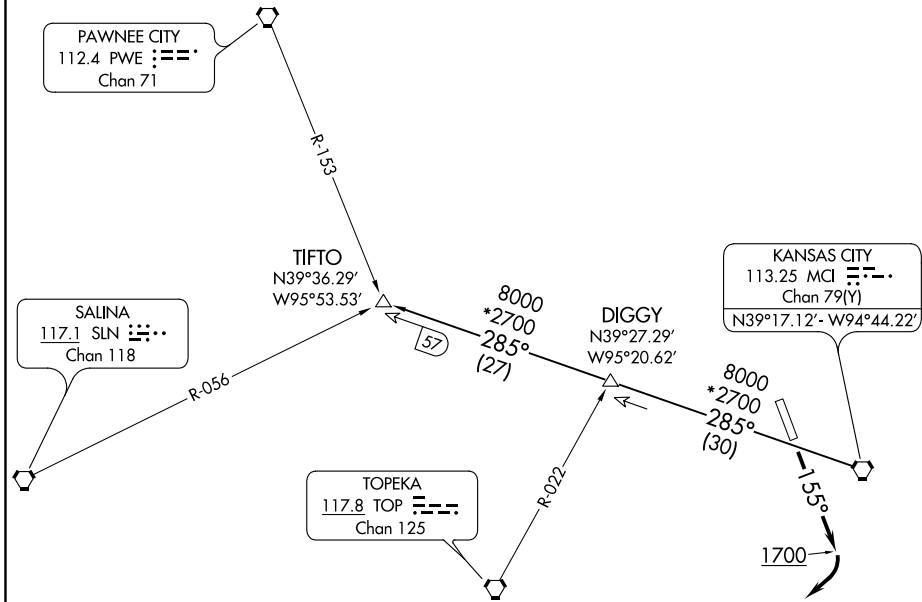 PAWNEE CITY
112.4 PWE
Chan 71
R-153
TIFTO
N39°36.29'
W95°53.53'
KANSAS CITY
113.25 MCI
Chan 79(Y)
N39°17.12'- W94°44.22'
SALINA
117.1 SLN
Chan 118
R-056
57
8000
*2700
285°
(27)
DIGGY
N39°27.29'
W95°20.62'
8000
*2700
285°
(30)
TOPEKA
117.8 TOP
Chan 125
R-022
155°
1700